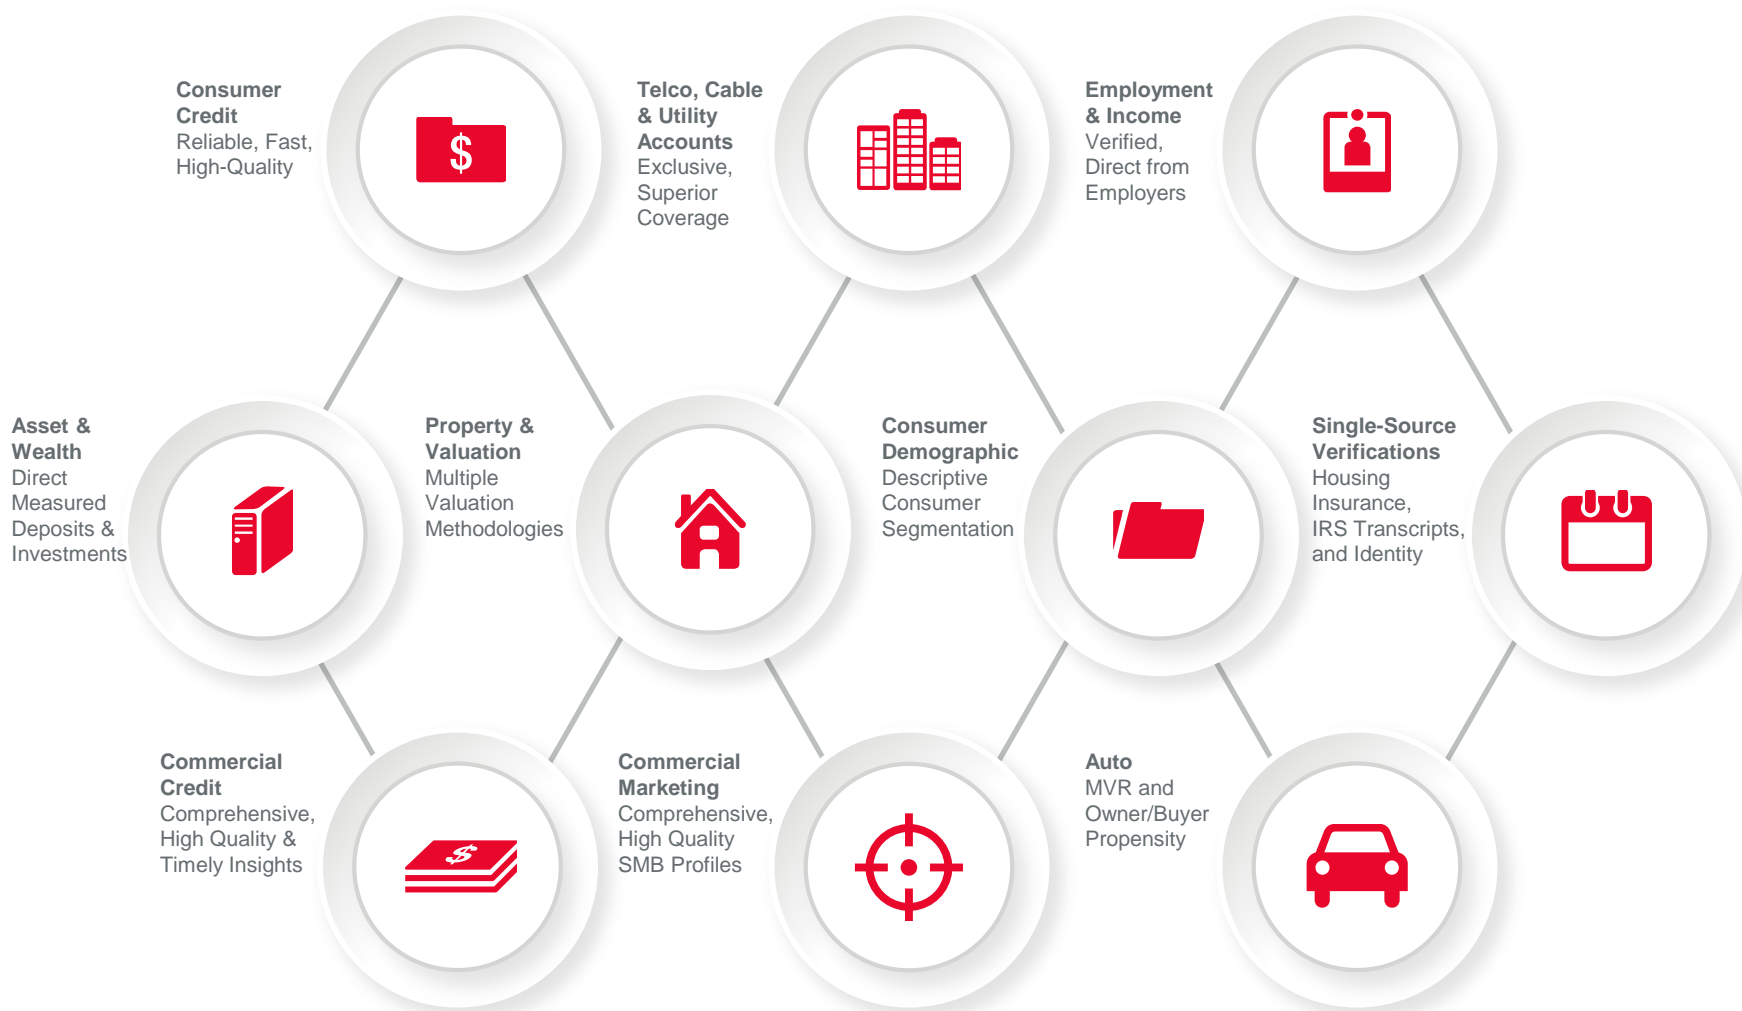 Consumer
Credit
Reliable, Fast,
High-Quality
$
Telco, Cable
& Utility
Accounts
Exclusive,
Superior
Coverage
Employment
& Income
Verified,
Direct from
Employers
Asset &
Wealth
Direct
Measured
Deposits &
Investments
Property &
Valuation
Multiple
Valuation
Methodologies
Consumer
Demographic
Descriptive
Consumer
Segmentation
Single-Source
Verifications
Housing
Insurance,
IRS Transcripts,
and Identity
Commercial
Credit
Comprehensive,
High Quality &
Timely Insights
$
Commercial
Marketing
Comprehensive,
High Quality
SMB Profiles
Auto
MVR and
Owner/Buyer
Propensity